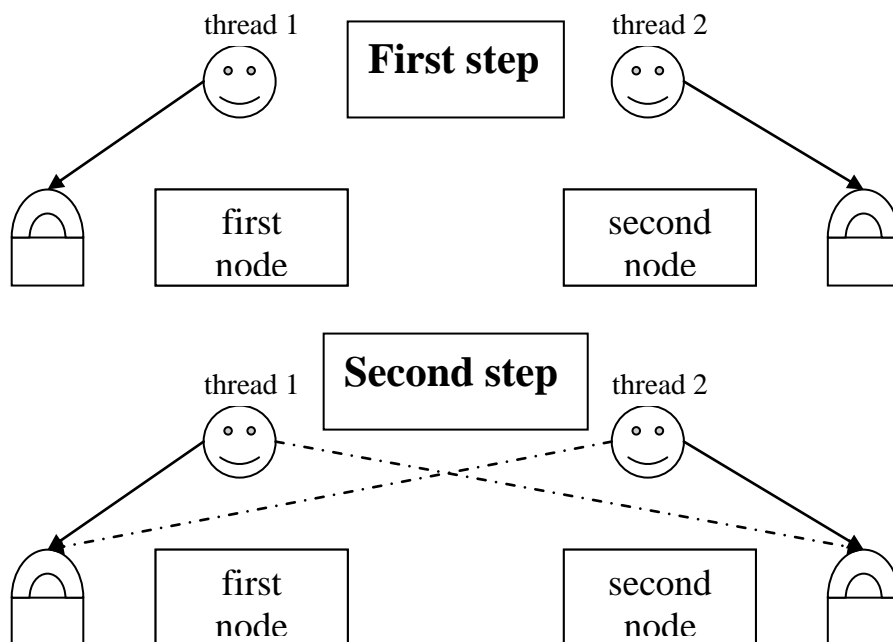 thread 1
First step
thread 2
first
node
second
node
thread 1
Second step
thread 2
first
node
second
node